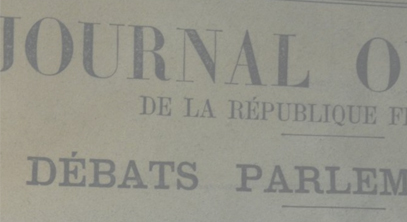 JOURNAL O
DE LA RÉPUBLIQUE F
DÉBATS PARLEM